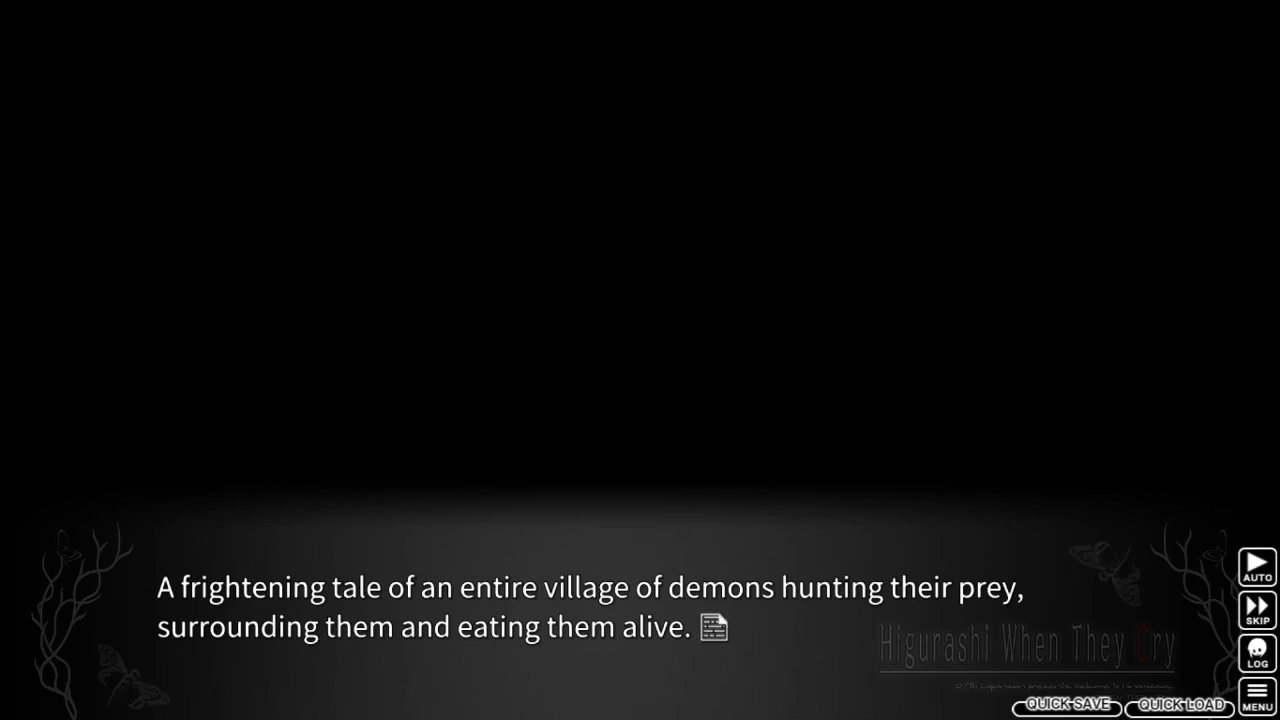 A frightening tale of an entire village of demons hunting their prey,
surrounding them and eating them alive.
Higurashi When They Cry
AUTO
SKIP
LOG
MENU
QUICK SAVE
QUICK LOAD